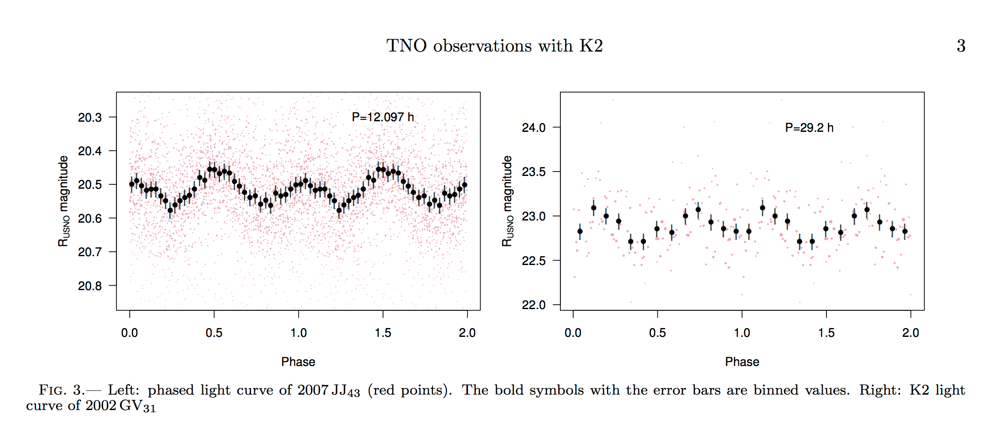 TNO observations with K2
3
R_USNO magnitude
20.3
20.4
20.5
20.6
20.7
20.8
P=12.097 h
0.0 0.5 1.0 1.5 2.0
Phase
R_USNO magnitude
24.0
23.5
23.0
22.5
22.0
P=29.2 h
0.0 0.5 1.0 1.5 2.0
Phase
FIG. 3.— Left: phased light curve of 2007 JJ43 (red points). The bold symbols with the error bars are binned values. Right: K2 light
curve of 2002 GV31